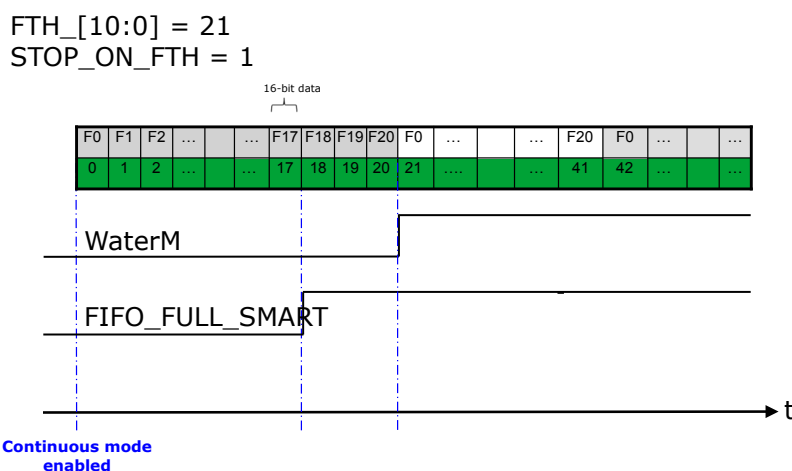 FTH_[10:0] = 21
STOP_ON_FTH = 1
16-bit data
F0 F1 F2 ... ... F17 F18 F19 F20 F0 ... ... F20 F0 ... ...
0 1 2 ... ... 17 18 19 20 21 .... ... 41 42 ... ...
WaterM
FIFO_FULL_SMART
t
Continuous mode
enabled